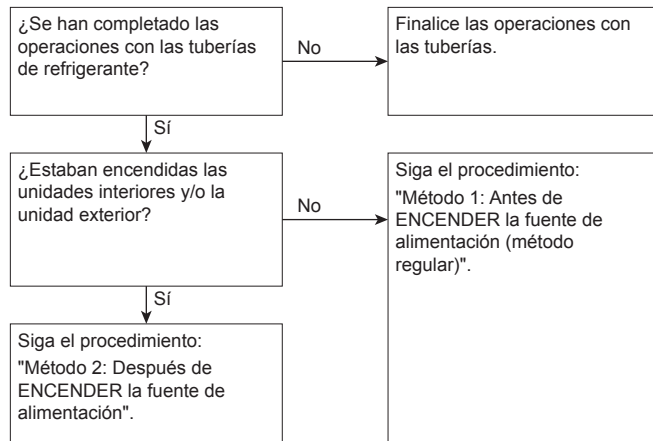 ¿Se han completado las
operaciones con las tuberías
de refrigerante?
No
Finalice las operaciones con
las tuberías.
Sí
¿Estaban encendidas las
unidades interiores y/o la
unidad exterior?
No
Siga el procedimiento:
"Método 1: Antes de
ENCENDER la fuente de
alimentación (método
regular)".
Sí
Siga el procedimiento:
"Método 2: Después de
ENCENDER la fuente de
alimentación".